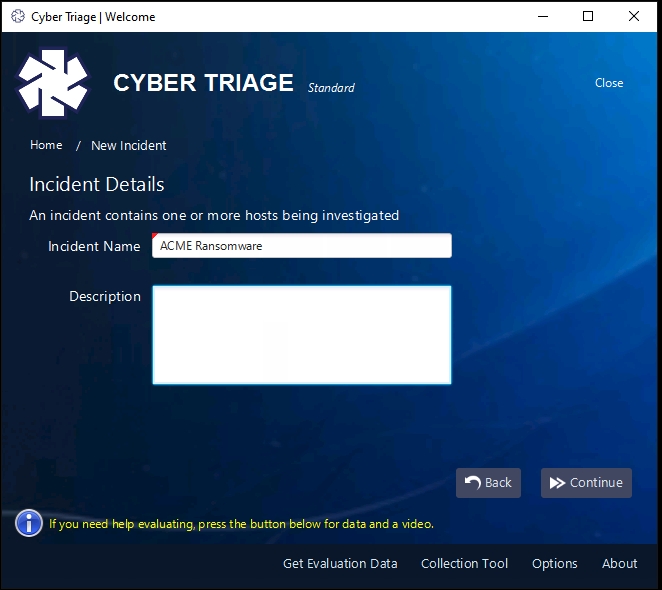 Cyber Triage | Welcome
CYBER TRIAGE Standard
Close
Home / New Incident
Incident Details
An incident contains one or more hosts being investigated
Incident Name ACME Ransomware
Description
Back Continue
If you need help evaluating, press the button below for data and a video.
Get Evaluation Data Collection Tool Options About